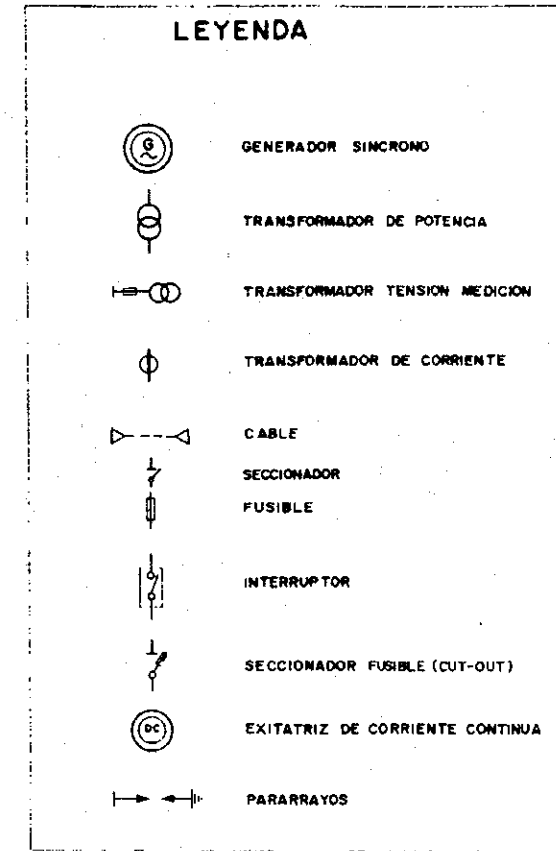 LEYENDA
G
GENERADOR SINCRONO
TRANSFORMADOR DE POTENCIA
TRANSFORMADOR TENSION MEDICION
TRANSFORMADOR DE CORRIENTE
CABLE
SECCIONADOR
FUSIBLE
INTERRUPTOR
SECCIONADOR FUSIBLE (CUT-OUT)
DC
EXITATRIZ DE CORRIENTE CONTINUA
PARARRAYOS